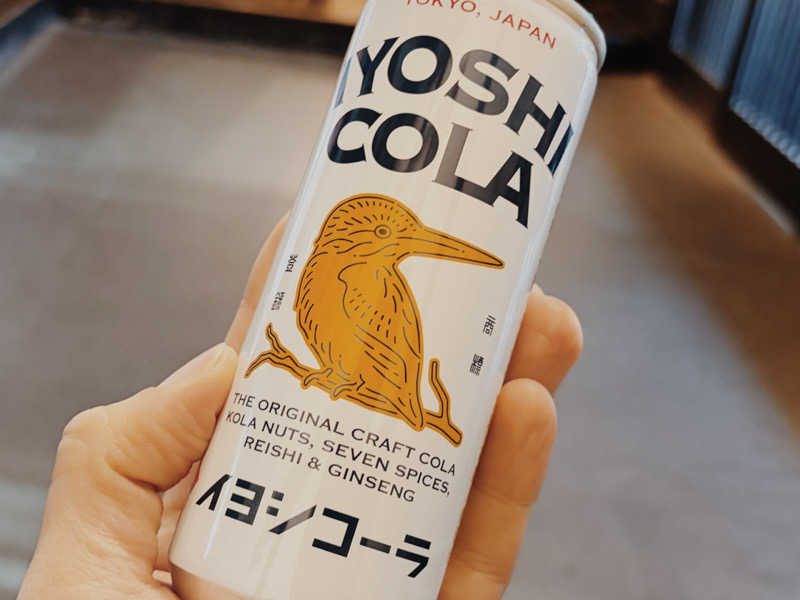 TOKYO, JAPAN
IYOSHI
COLA
THE ORIGINAL CRAFT COLA
KOLA NUTS, SEVEN SPICES,
REISHI & GINSENG
イヨシコーラ